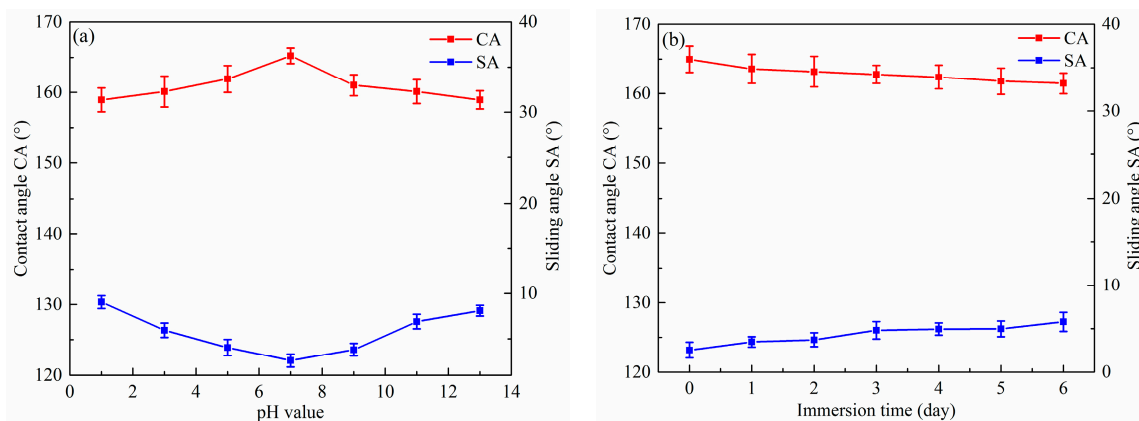 (a)
CA
SA
170
160
150
140
130
120
Contact angle CA (°)
40
30
20
10
0
Sliding angle SA (°)
0 2 4 6 8 10 12 14
pH value
(b)
CA
SA
170
160
150
140
130
120
Contact angle CA (°)
40
30
20
10
0
Sliding angle SA (°)
0 1 2 3 4 5 6
Immersion time (day)